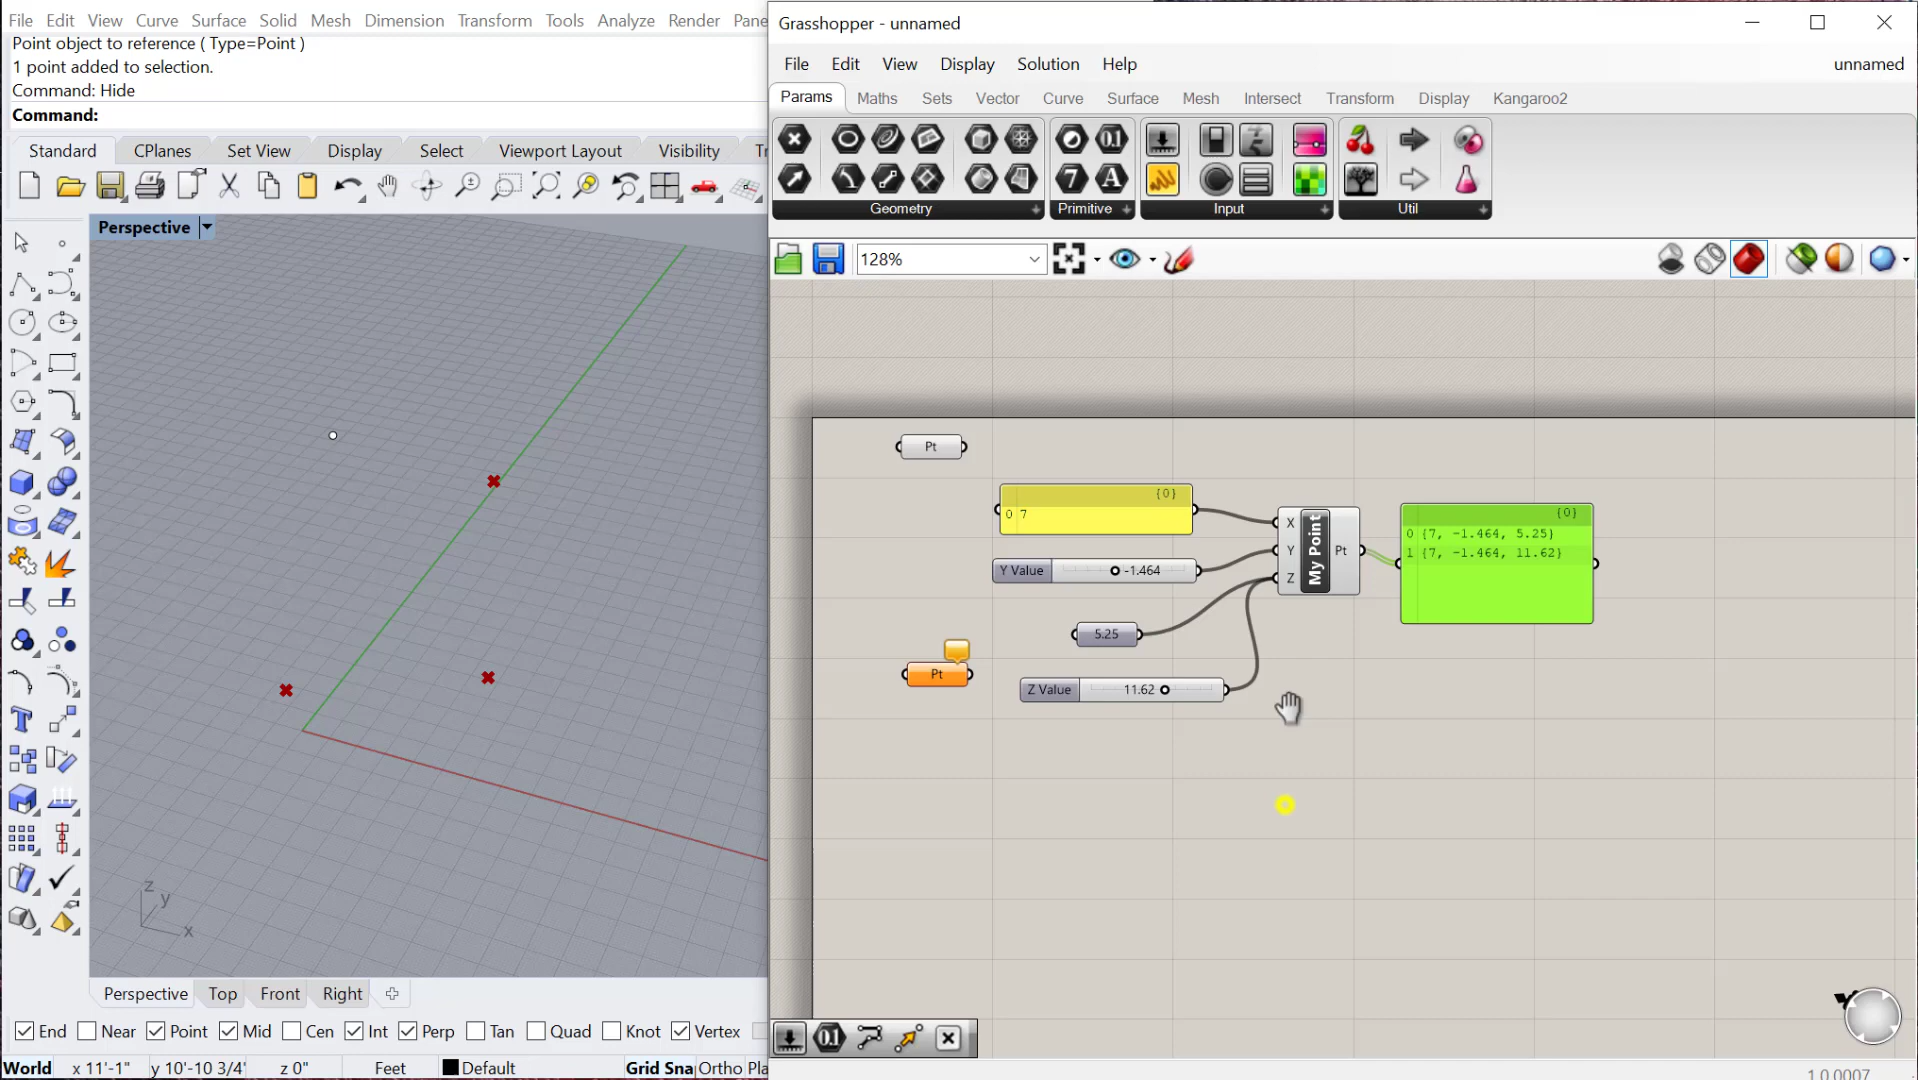 File Edit View Curve Surface Solid Mesh Dimension Transform Tools Analyze Render Pane
Point object to reference ( Type=Point )
1 point added to selection.
Command: Hide
Command:
Standard CPlanes Set View Display Select Viewport Layout Visibility Tr
Perspective
z
y
x
Perspective Top Front Right
End Near Point Mid Cen Int Perp Tan Quad Knot Vertex
World x 11'-1" y 10'-10 3/4' z 0" Feet Default Grid Sna Ortho Pla
Grasshopper - unnamed
File Edit View Display Solution Help unnamed
Params Maths Sets Vector Curve Surface Mesh Intersect Transform Display Kangaroo2
0.1
7 A
Geometry Primitive Input Util
128%
Pt
{0}
0 7
Y Value -1.464
5.25
Pt
Z Value 11.62
X
Y
Z
My Point
Pt
{0}
0 {7, -1.464, 5.25}
1 {7, -1.464, 11.62}
0.1
1.0.0007